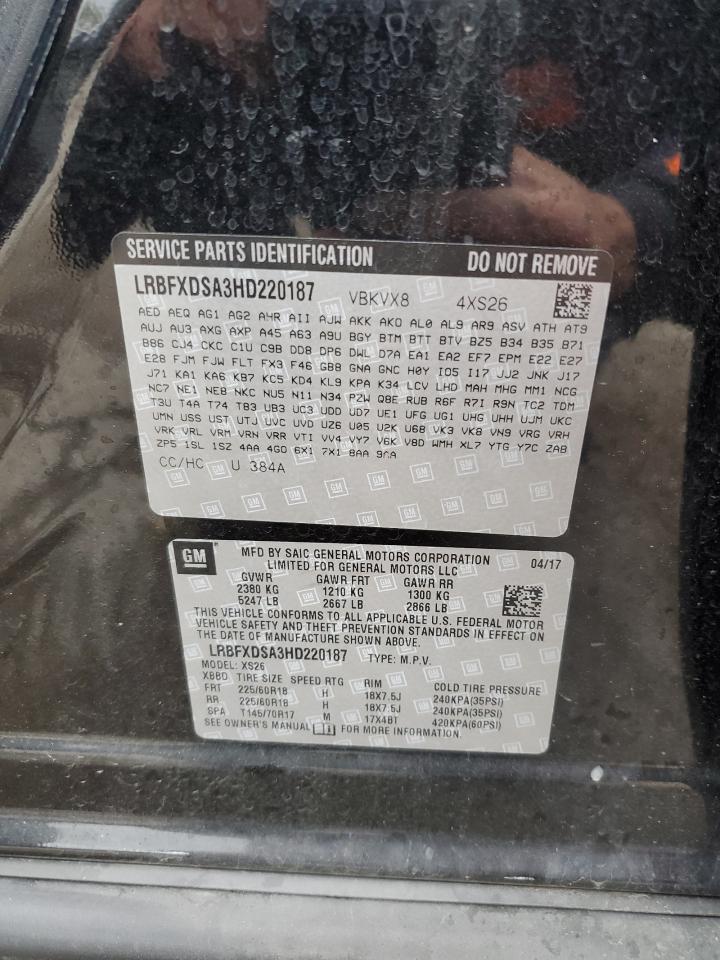 SERVICE PARTS IDENTIFICATION DO NOT REMOVE
LRBFXDSA3HD220187 VBKVX8 4XS26
AED AEQ AG1 AG2 A4R AII AJW AKK AKO AL0 AL9 AR9 ASV ATH AT9
AUJ AU3 AXG AXP A45 A63 A9U BGY BTM BTT BTV BZ5 B34 B35 B71
B86 CJ4 CKC C1U C9B DD8 DP6 DWL D7A EA1 EA2 EF7 EPM E22 E27
E28 FJM FJW FLT FX3 F46 GBB GNA GNC H0Y IO5 I17 JJ2 JNK J17
J71 KA1 KA6 KB7 KC5 KD4 KL9 KPA K34 LCV LHD MAH MHG MM1 NCG
NC7 NE1 NE8 NKC NU5 N11 N34 PZW Q8E RUB R6F R7I R9N TC2 TDM
T3U T4A T74 T83 UB3 UC3 UDD UD7 UE1 UFG UG1 UHG UHH UJM UKC
UMN USS UST UTJ UVC UVD UZ6 U05 U2K U68 VK3 VK8 VN9 VRG VRH
VRK VRL VRM VRN VRR VTI VV4 VY7 V6K V8D WMH XL7 YTG Y7C ZAB
ZP5 1SL 1SZ 4AA 4GO 6X1 7X1 8AA
CC/HC U 384A
GM MFD BY SAIC GENERAL MOTORS CORPORATION 04/17
LIMITED FOR GENERAL MOTORS LLC
GVWR GAWR FRT GAWR RR
2380 KG 1210 KG 1300 KG
5247 LB 2667 LB 2866 LB
THIS VEHICLE CONFORMS TO ALL APPLICABLE U.S. FEDERAL MOTOR
VEHICLE SAFETY AND THEFT PREVENTION STANDARDS IN EFFECT ON
THE DATE OF MANUFACTURE SHOWN ABOVE.
LRBFXDSA3HD220187 TYPE: M.P.V.
MODEL: XS26
XBBD TIRE SIZE SPEED RTG RIM COLD TIRE PRESSURE
FRT 225/60R18 H 18X7.5J 240KPA(35PSI)
RR 225/60R18 H 18X7.5J 240KPA(35PSI)
SPA T145/70R17 M 17X4BT 420KPA(60PSI)
SEE OWNER'S MANUAL FOR MORE INFORMATION.